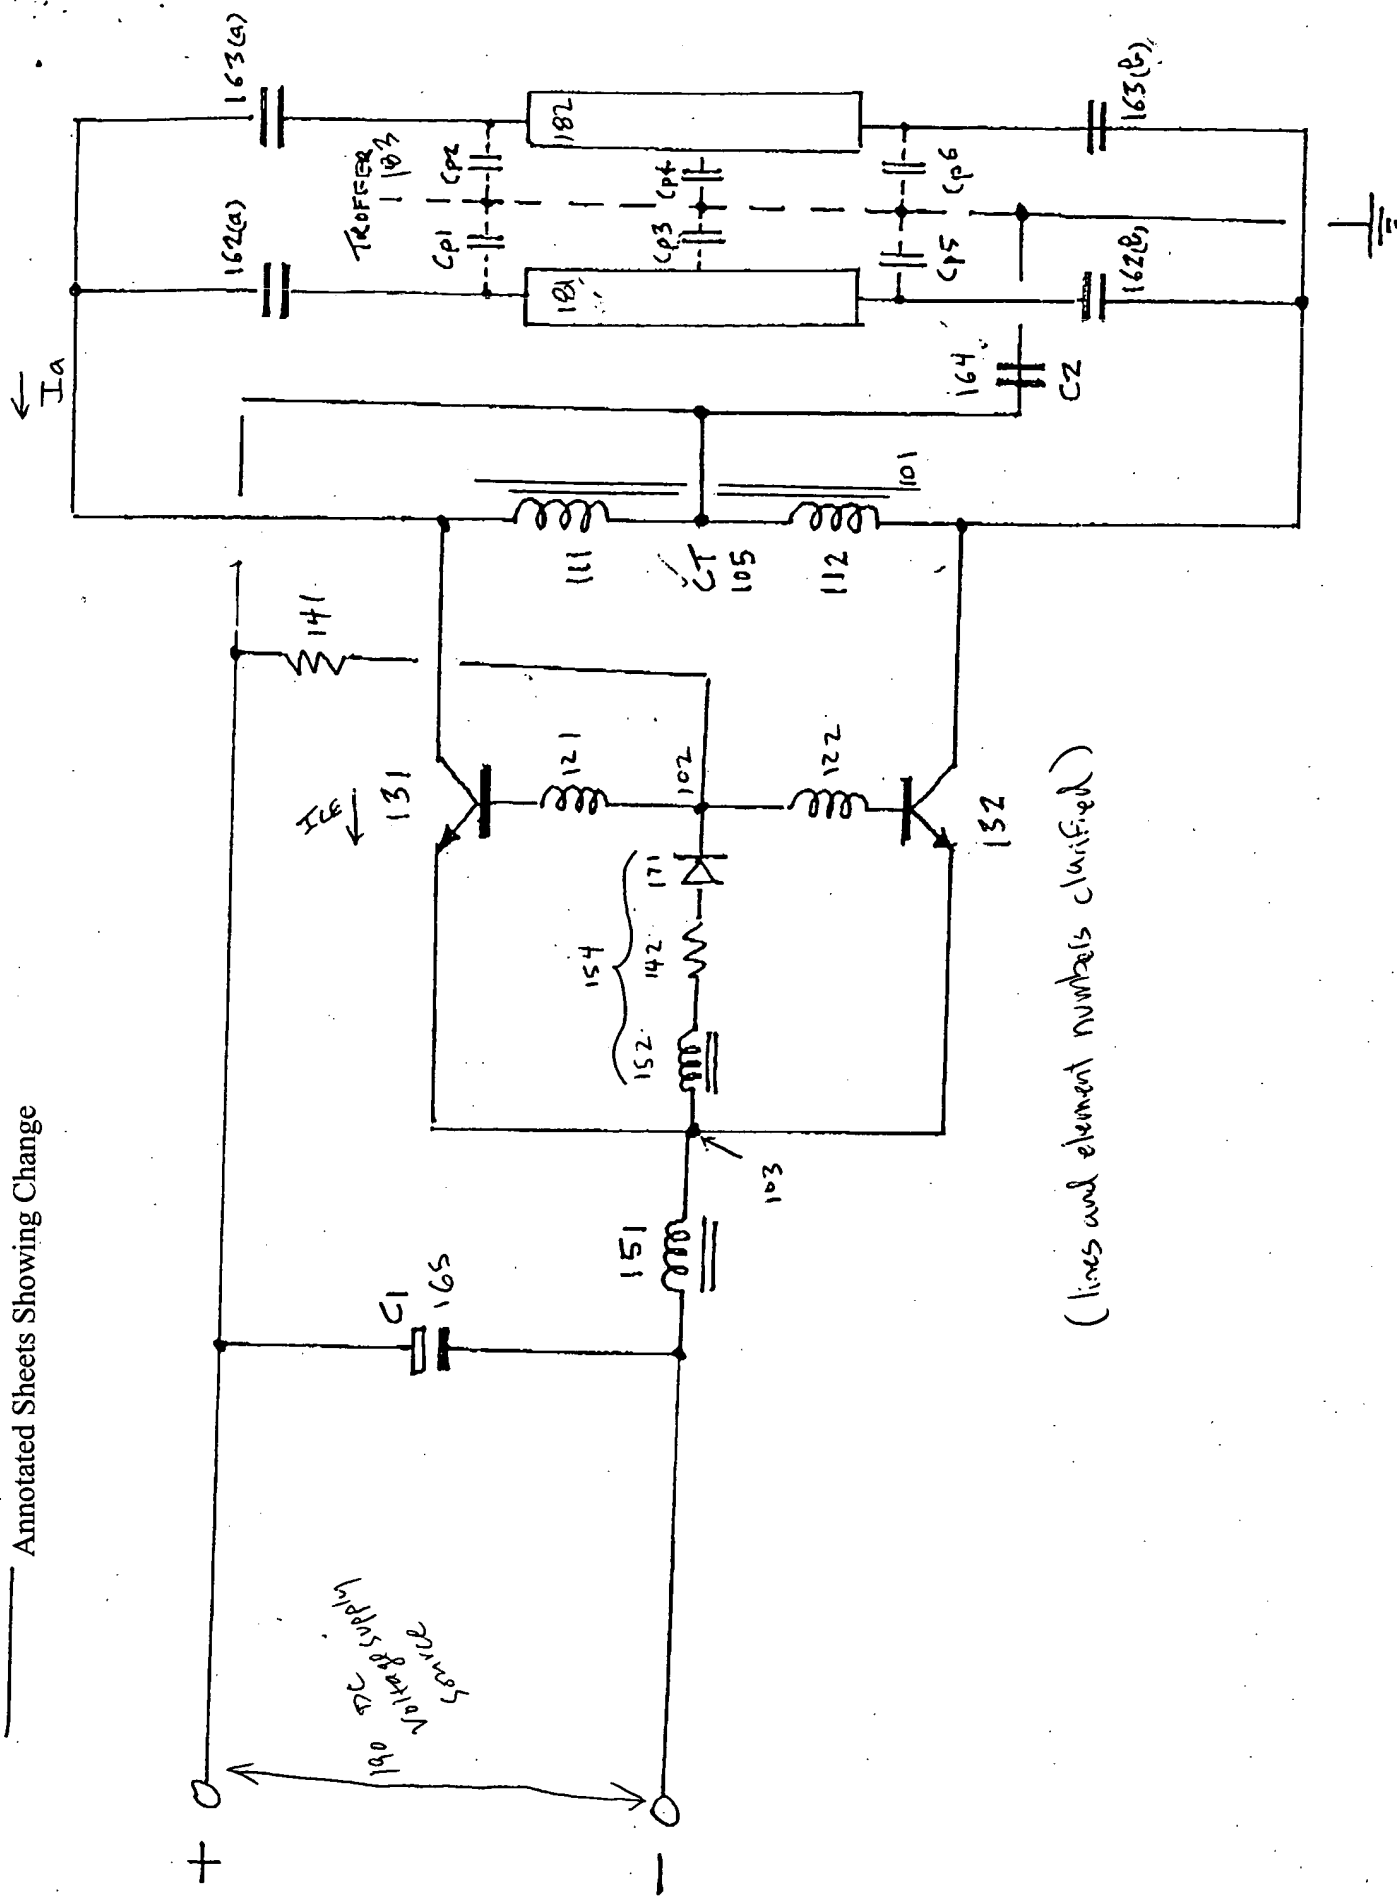 Annotated Sheets Showing Change
+
-
190 DC
Voltage supply
Source
C1
165
151
103
152
142
171
154
ICE
131
121
102
122
132
141
111
CT
105
112
101
Ia
164
C2
162(a)
163(a)
TROFFER
183
Cp1
Cp2
181
182
Cp3
Cp4
Cp5
Cp6
162(b)
163(b)
(lines and element numbers clarified)